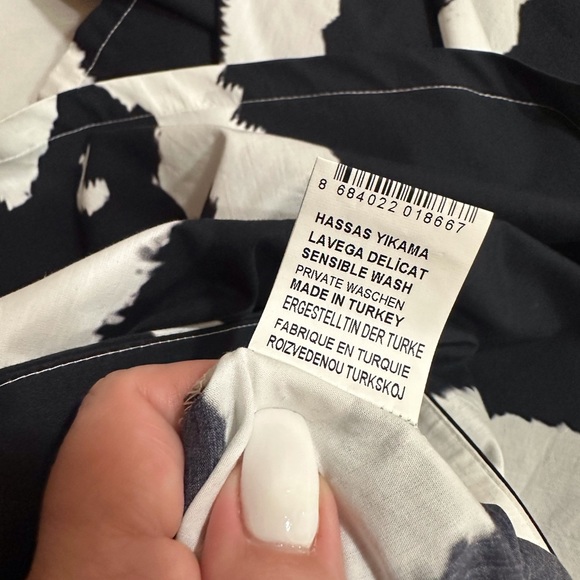 8 684022 018667
HASSAS YIKAMA
LAVEGA DELİCAT
SENSIBLE WASH
PRIVATE WASCHEN
MADE IN TURKEY
ERGESTELLTIN DER TURKE
FABRIQUE EN TURQUIE
ROIZVEDENOU TURKSKOJ